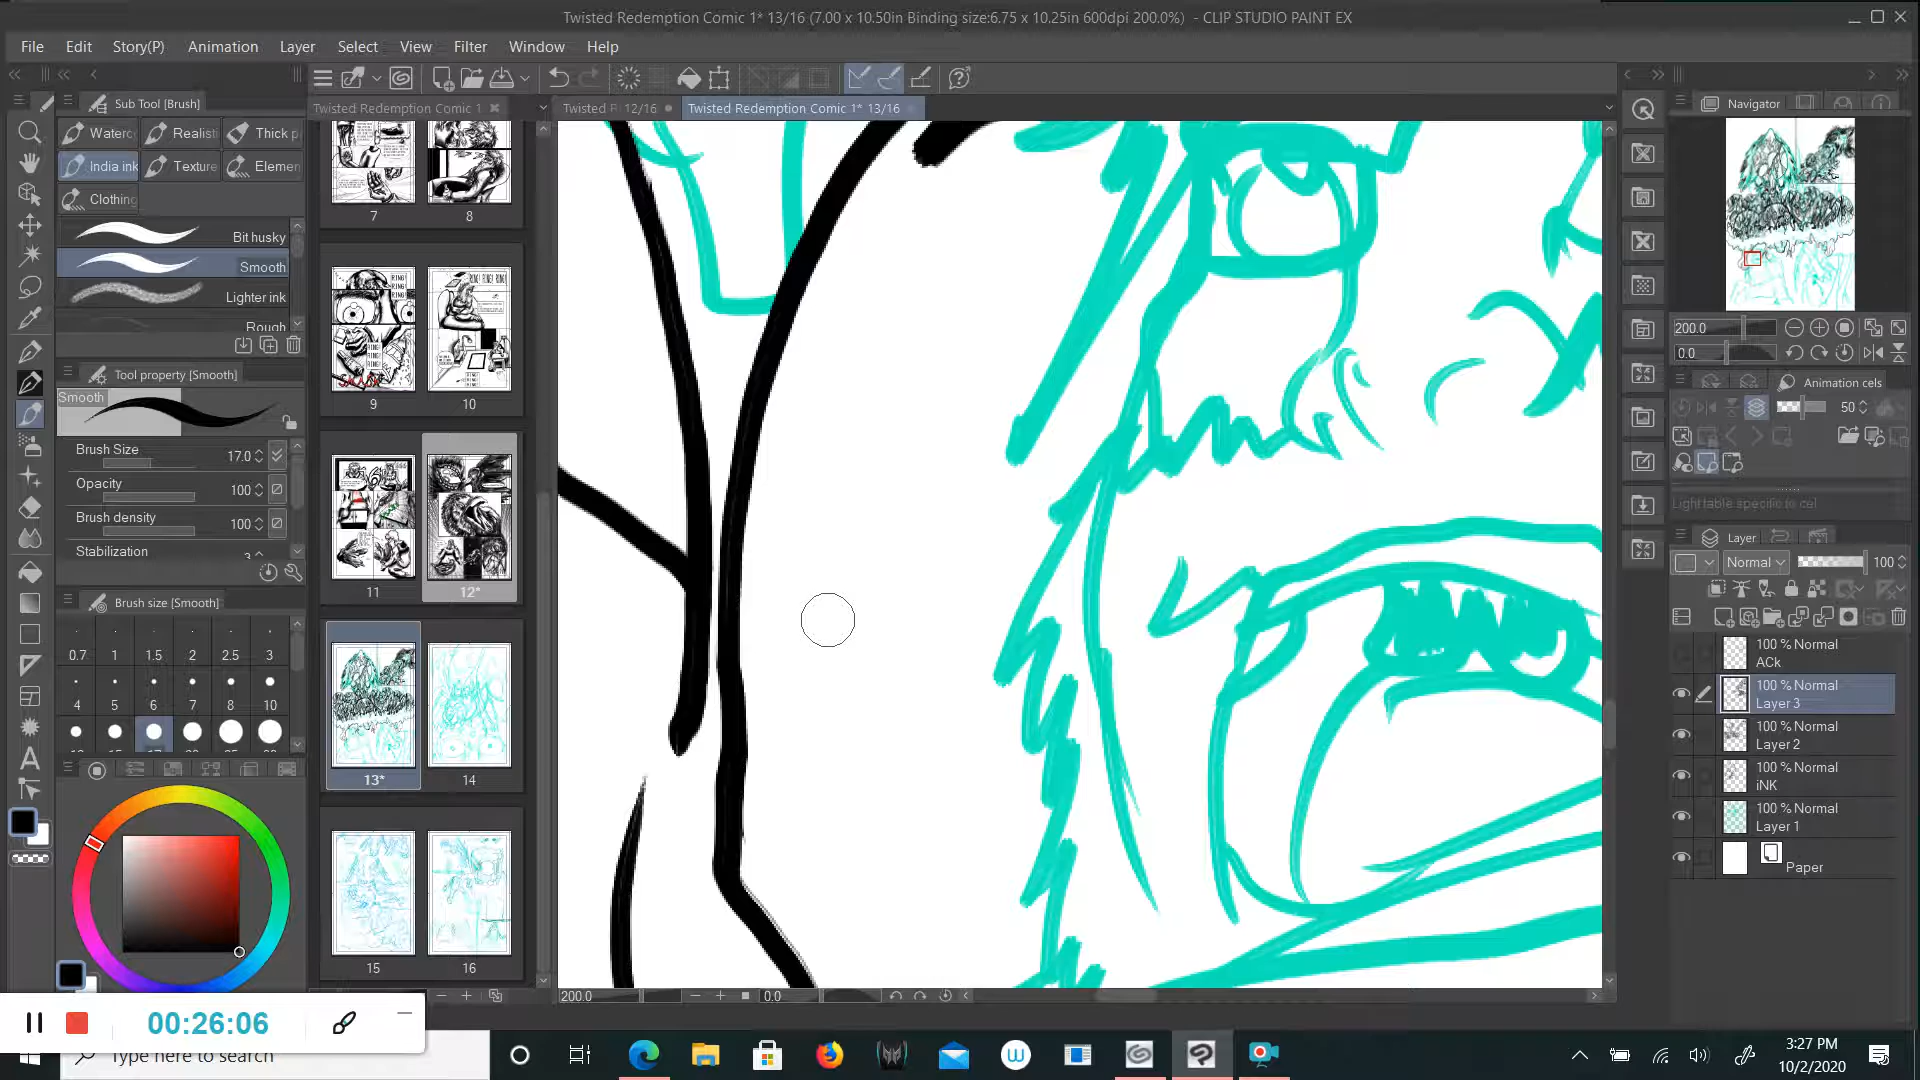 Twisted Redemption Comic 1* 13/16 (7.00 x 10.50in Binding size:6.75 x 10.25in 600dpi 200.0%) - CLIP STUDIO PAINT EX
File Edit Story(P) Animation Layer Select View Filter Window Help
Sub Tool [Brush]
Twisted Redemption Comic 1
12/16
Twisted Redemption Comic 1* 13/16
Navigator
Waterc Realisti Thick p
India ink Texture Elemen
Clothing
Bit husky
Smooth
Lighter ink
Rough
Tool property [Smooth]
Smooth
Brush Size 17.0
Opacity 100
Brush density 100
Stabilization 3
Brush size [Smooth]
0.7 1 1.5 2 2.5 3
4 5 6 7 8 10
7 8
9 10
11 12*
13* 14
15 16
200.0
0.0
Animation cels
50
Light table specific to cel
Layer
Normal 100
100 % Normal
ACk
100 % Normal
Layer 3
100 % Normal
Layer 2
100 % Normal
iNK
100 % Normal
Layer 1
Paper
200.0 0.0
00:26:06
Type here to search
3:27 PM
10/2/2020